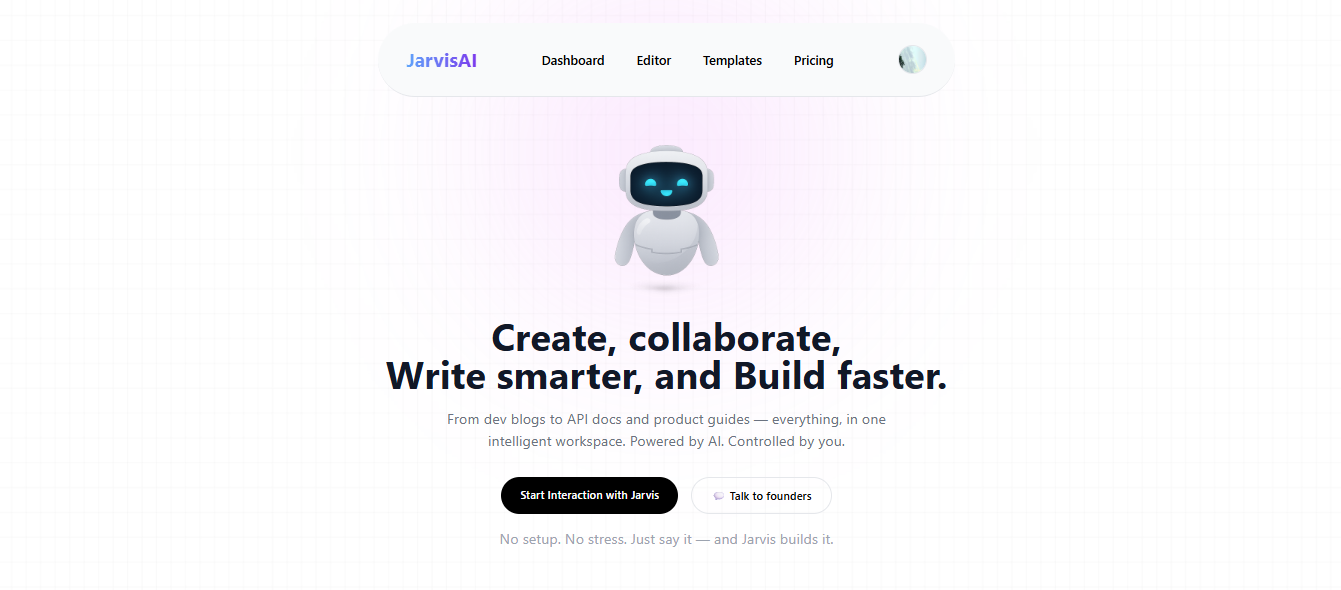 JarvisAI
Dashboard
Editor
Templates
Pricing
Create, collaborate,
Write smarter, and Build faster.
From dev blogs to API docs and product guides — everything, in one
intelligent workspace. Powered by AI. Controlled by you.
Start Interaction with Jarvis
Talk to founders
No setup. No stress. Just say it — and Jarvis builds it.